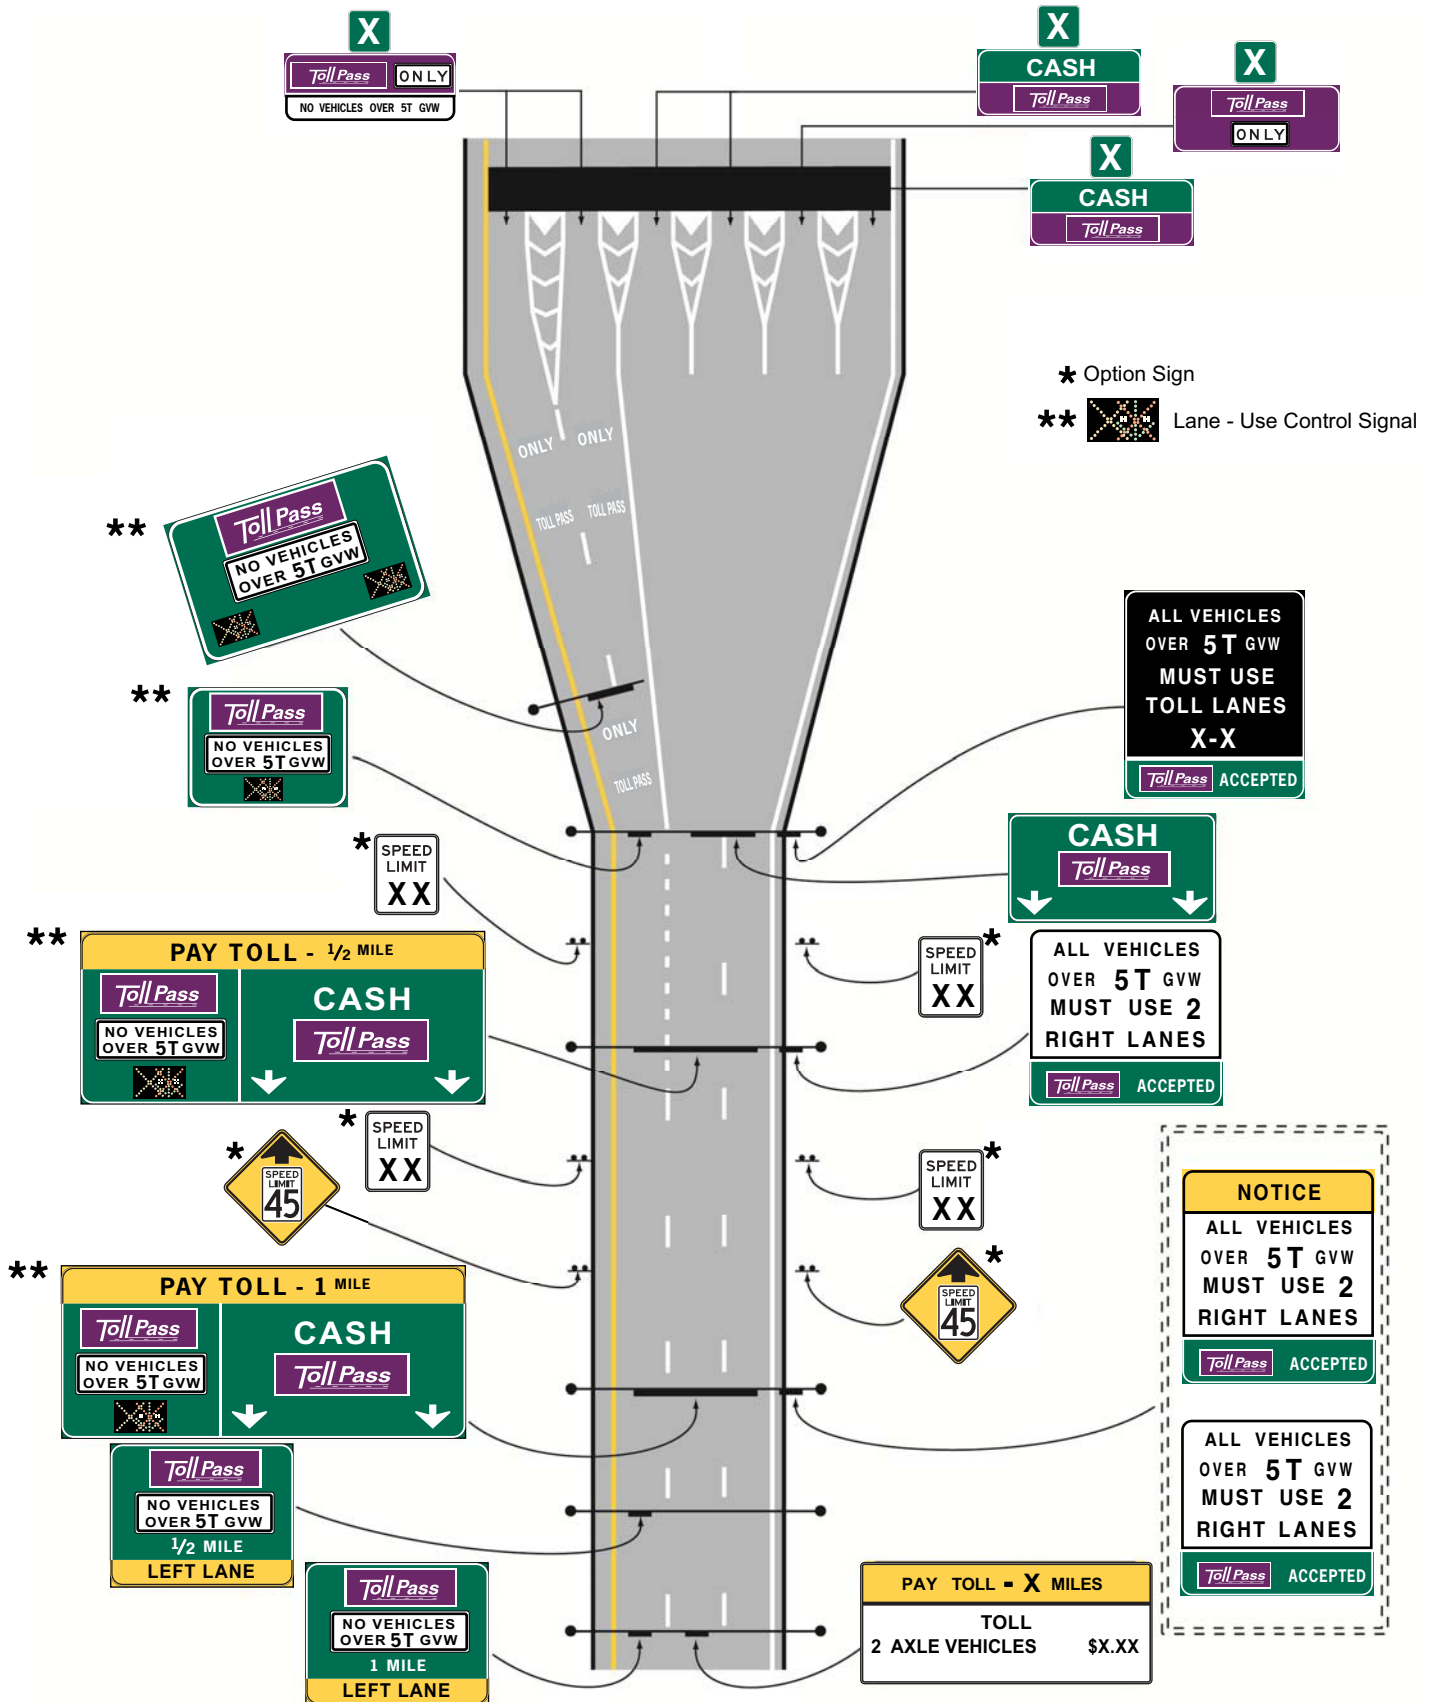 X
Toll Pass ONLY
NO VEHICLES OVER 5T GVW
X
CASH
Toll Pass
X
Toll Pass
ONLY
X
CASH
Toll Pass
* Option Sign
** Lane - Use Control Signal
ONLY ONLY
TOLL PASS TOLL PASS
**
Toll Pass
NO VEHICLES
OVER 5T GVW
**
Toll Pass
NO VEHICLES
OVER 5T GVW
ONLY
TOLL PASS
ALL VEHICLES
OVER 5T GVW
MUST USE
TOLL LANES
X-X
Toll Pass ACCEPTED
*
SPEED
LIMIT
XX
CASH
Toll Pass
**
PAY TOLL - 1/2 MILE
Toll Pass
NO VEHICLES
OVER 5T GVW
CASH
Toll Pass
*
SPEED
LIMIT
XX
ALL VEHICLES
OVER 5T GVW
MUST USE 2
RIGHT LANES
Toll Pass ACCEPTED
*
SPEED
LIMIT
XX
*
SPEED
LIMIT
45
*
SPEED
LIMIT
XX
*
SPEED
LIMIT
45
**
PAY TOLL - 1 MILE
Toll Pass
NO VEHICLES
OVER 5T GVW
CASH
Toll Pass
NOTICE
ALL VEHICLES
OVER 5T GVW
MUST USE 2
RIGHT LANES
Toll Pass ACCEPTED
ALL VEHICLES
OVER 5T GVW
MUST USE 2
RIGHT LANES
Toll Pass ACCEPTED
Toll Pass
NO VEHICLES
OVER 5T GVW
1/2 MILE
LEFT LANE
Toll Pass
NO VEHICLES
OVER 5T GVW
1 MILE
LEFT LANE
PAY TOLL - X MILES
TOLL
2 AXLE VEHICLES $X.XX